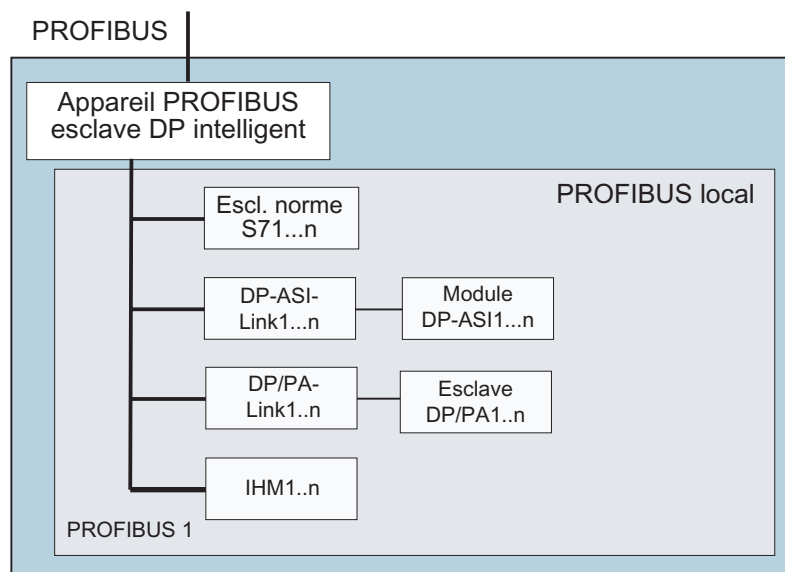 PROFIBUS
Appareil PROFIBUS
esclave DP intelligent
PROFIBUS local
Escl. norme
S71...n
DP-ASI-
Link1...n
Module
DP-ASI1...n
DP/PA-
Link1..n
Esclave
DP/PA1..n
IHM1..n
PROFIBUS 1